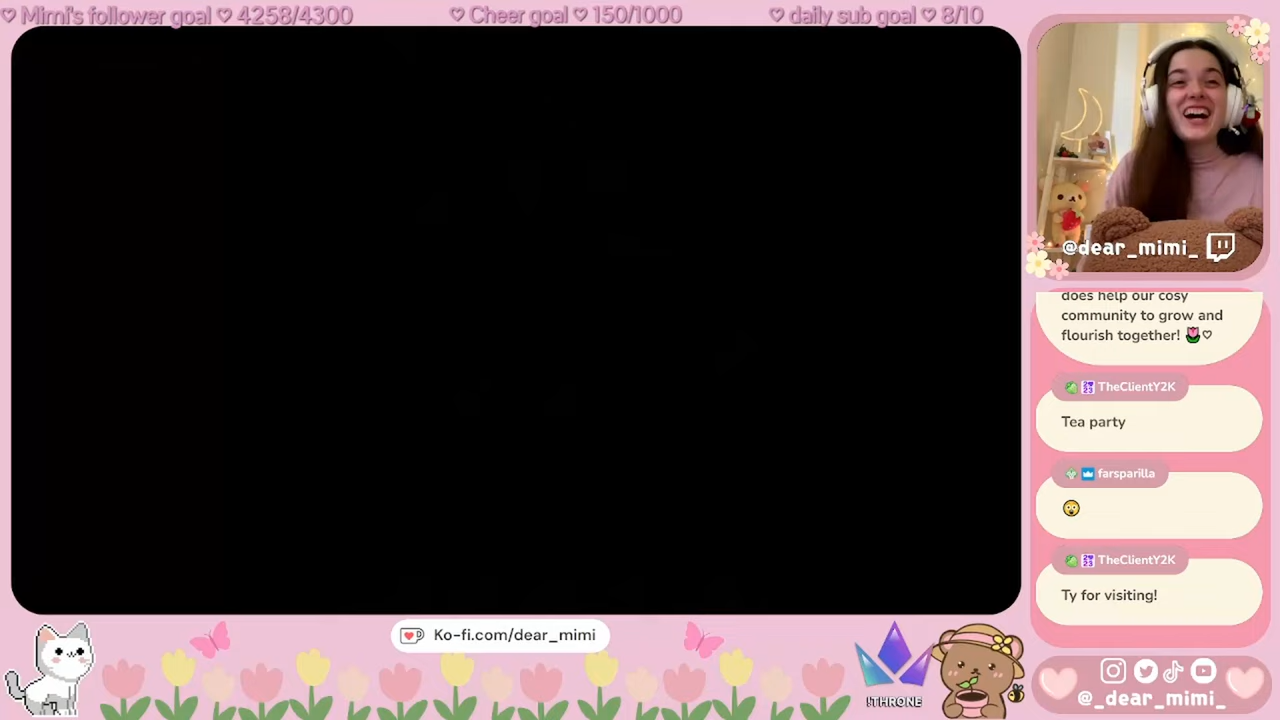 ♡ Mimi's follower goal ♡ 4258/4300 ♡ Cheer goal ♡ 150/1000 ♡ daily sub goal ♡ 8/10
@dear_mimi_
does help our cosy
community to grow and
flourish together! 🌷♡
TheClientY2K
Tea party
farsparilla
😲
TheClientY2K
Ty for visiting!
Ko-fi.com/dear_mimi
!THRONE
@_dear_mimi_